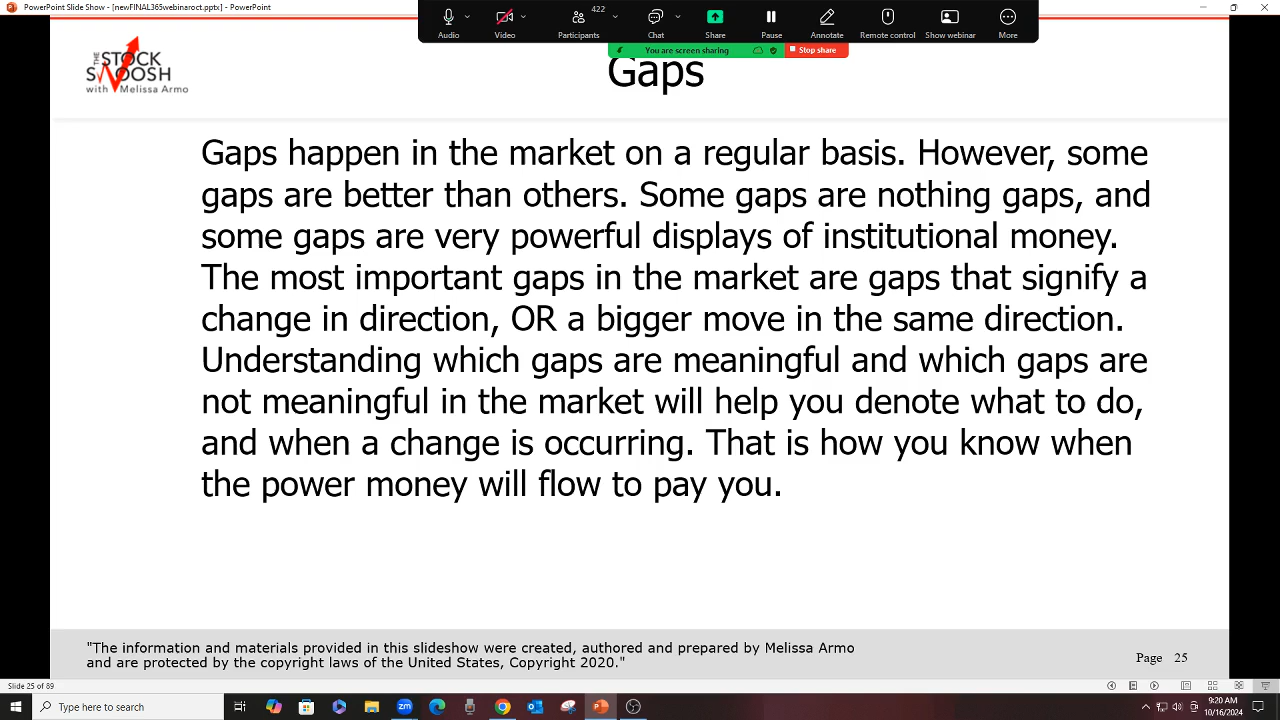 PowerPoint Slide Show - [newFINAL365webinaroct.pptx] - PowerPoint
Audio
Video
422
Participants
Chat
Share
Pause
Annotate
Remote control
Show webinar
More
You are screen sharing
Stop share
THE STOCK
SWOOSH
with Melissa Armo
Gaps
Gaps happen in the market on a regular basis. However, some
gaps are better than others. Some gaps are nothing gaps, and
some gaps are very powerful displays of institutional money.
The most important gaps in the market are gaps that signify a
change in direction, OR a bigger move in the same direction.
Understanding which gaps are meaningful and which gaps are
not meaningful in the market will help you denote what to do,
and when a change is occurring. That is how you know when
the power money will flow to pay you.
"The information and materials provided in this slideshow were created, authored and prepared by Melissa Armo
and are protected by the copyright laws of the United States, Copyright 2020."
Page 25
Slide 25 of 89
Type here to search
9:20 AM
10/16/2024